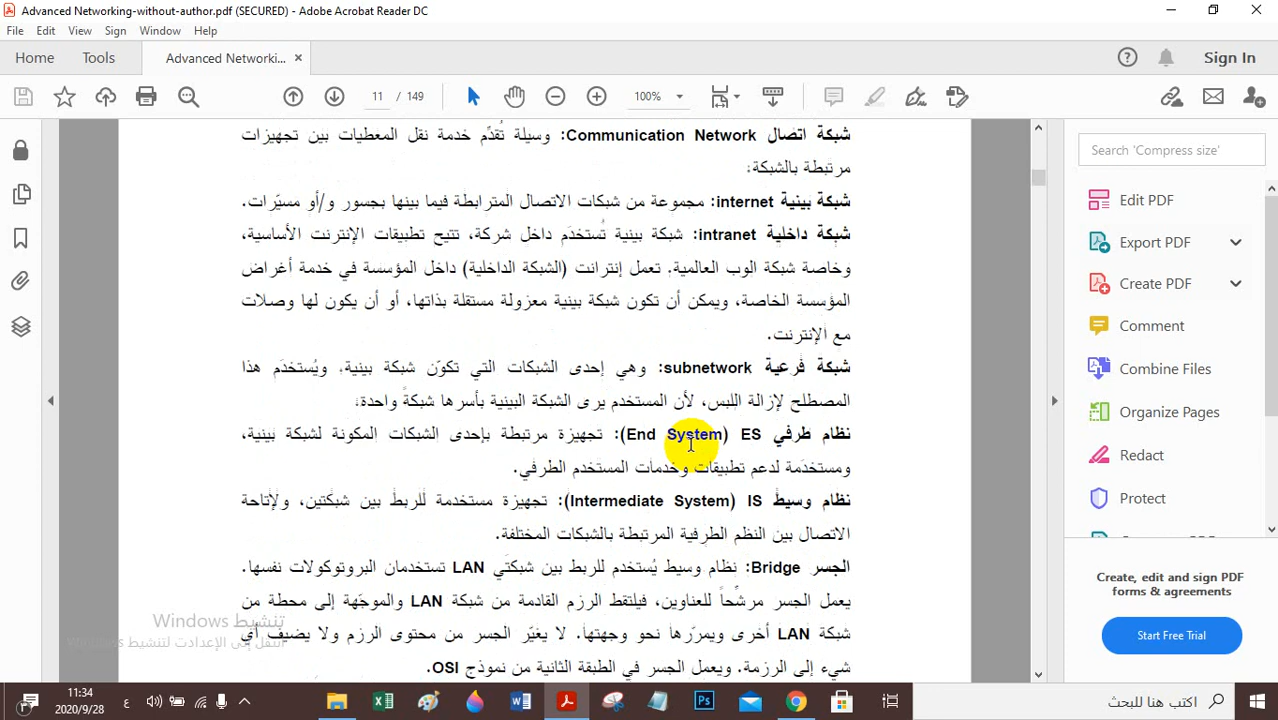 Advanced Networking-without-author.pdf (SECURED) - Adobe Acrobat Reader DC
File Edit View Sign Window Help
Home Tools Advanced Networki... × Sign In
11 / 149 100%
شبكة اتصال Communication Network: وسيلة تُقدّم خدمة نقل المعطيات بين تجهيزات
مرتبطة بالشبكة.
شبكة بينية internet: مجموعة من شبكات الاتصال المترابطة فيما بينها بجسور و/أو مسيّرات.
شبكة داخلية intranet: شبكة بينية تُستخدَم داخل شركة، تتيح تطبيقات الإنترنت الأساسية،
وخاصة شبكة الوب العالمية. تعمل إنترانت (الشبكة الداخلية) داخل المؤسسة في خدمة أغراض
المؤسسة الخاصة، ويمكن أن تكون شبكة بينية معزولة مستقلة بذاتها، أو أن يكون لها وصلات
مع الإنترنت.
شبكة فرعية subnetwork: وهي إحدى الشبكات التي تكوّن شبكة بينية، ويُستخدَم هذا
المصطلح لإزالة اللبس، لأن المستخدم يرى الشبكة البينية بأسرها شبكةً واحدة.
نظام طرفي ES (End System): تجهيزة مرتبطة بإحدى الشبكات المكونة لشبكة بينية،
ومستخدَمة لدعم تطبيقات وخدمات المستخدم الطرفي.
نظام وسيط IS (Intermediate System): تجهيزة مستخدمة للربط بين شبكتين، ولإتاحة
الاتصال بين النظم الطرفية المرتبطة بالشبكات المختلفة.
الجسر Bridge: نظام وسيط يُستخدم للربط بين شبكتَي LAN تستخدمان البروتوكولات نفسها.
يعمل الجسر مرشّحاً للعناوين، فيلتقط الرزم القادمة من شبكة LAN والموجّهة إلى محطة من
شبكة LAN أخرى ويمررّها نحو وجهتها. لا يغيّر الجسر من محتوى الرزم ولا يضيف أي
شيء إلى الرزمة. ويعمل الجسر في الطبقة الثانية من نموذج OSI.
تنشيط Windows
انتقل إلى الإعدادات لتنشيط Windows
Search 'Compress size'
Edit PDF
Export PDF
Create PDF
Comment
Combine Files
Organize Pages
Redact
Protect
Create, edit and sign PDF
forms & agreements
Start Free Trial
11:34
2020/9/28
ع
اكتب هنا للبحث